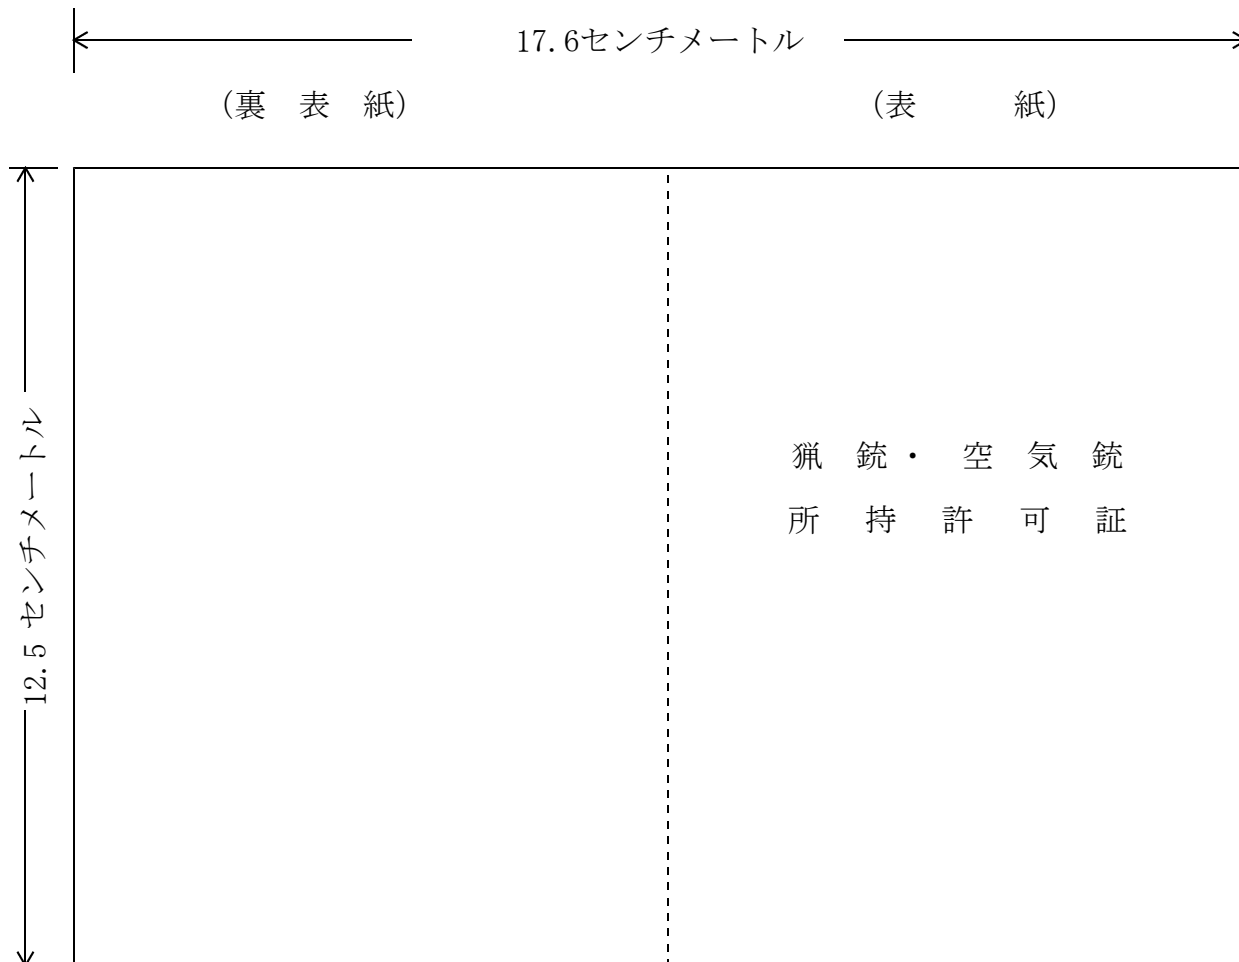 17.6センチメートル
(裏　表　紙)
(表　　　紙)
12.5 センチメートル
猟　銃・　空　気　銃
所　持　許　可　証